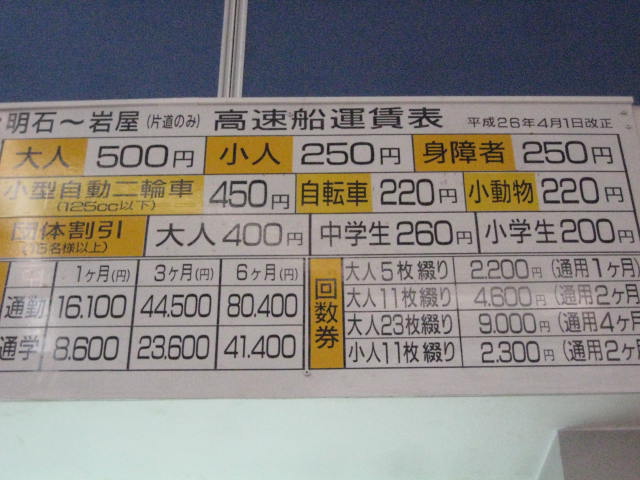 明石〜岩屋(片道のみ) 高速船運賃表 平成26年4月1日改正
大人 500円 小人 250円 身障者 250円
小型自動二輪車 (125cc以下) 450円 自転車 220円 小動物 220円
団体割引 (15名様以上) 大人 400円 中学生 260円 小学生 200円
1ヶ月(円) 3ヶ月(円) 6ヶ月(円)
通勤 16.100 44.500 80.400
通学 8.600 23.600 41.400
回数券
大人5枚綴り 2.200円(通用1ヶ月
大人11枚綴り 4.600円(通用2ヶ月
大人23枚綴り 9.000円(通用4ヶ
小人11枚綴り 2.300円(通用2ヶ